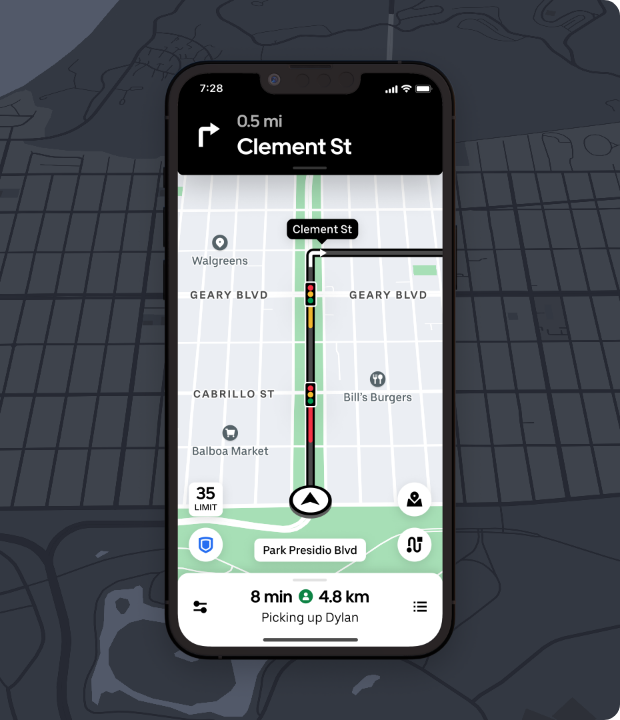 7:28
0.5 mi
Clement St
Clement St
Walgreens
GEARY BLVD
GEARY BLVD
CABRILLO ST
Bill's Burgers
Balboa Market
35
LIMIT
Park Presidio Blvd
8 min 4.8 km
Picking up Dylan